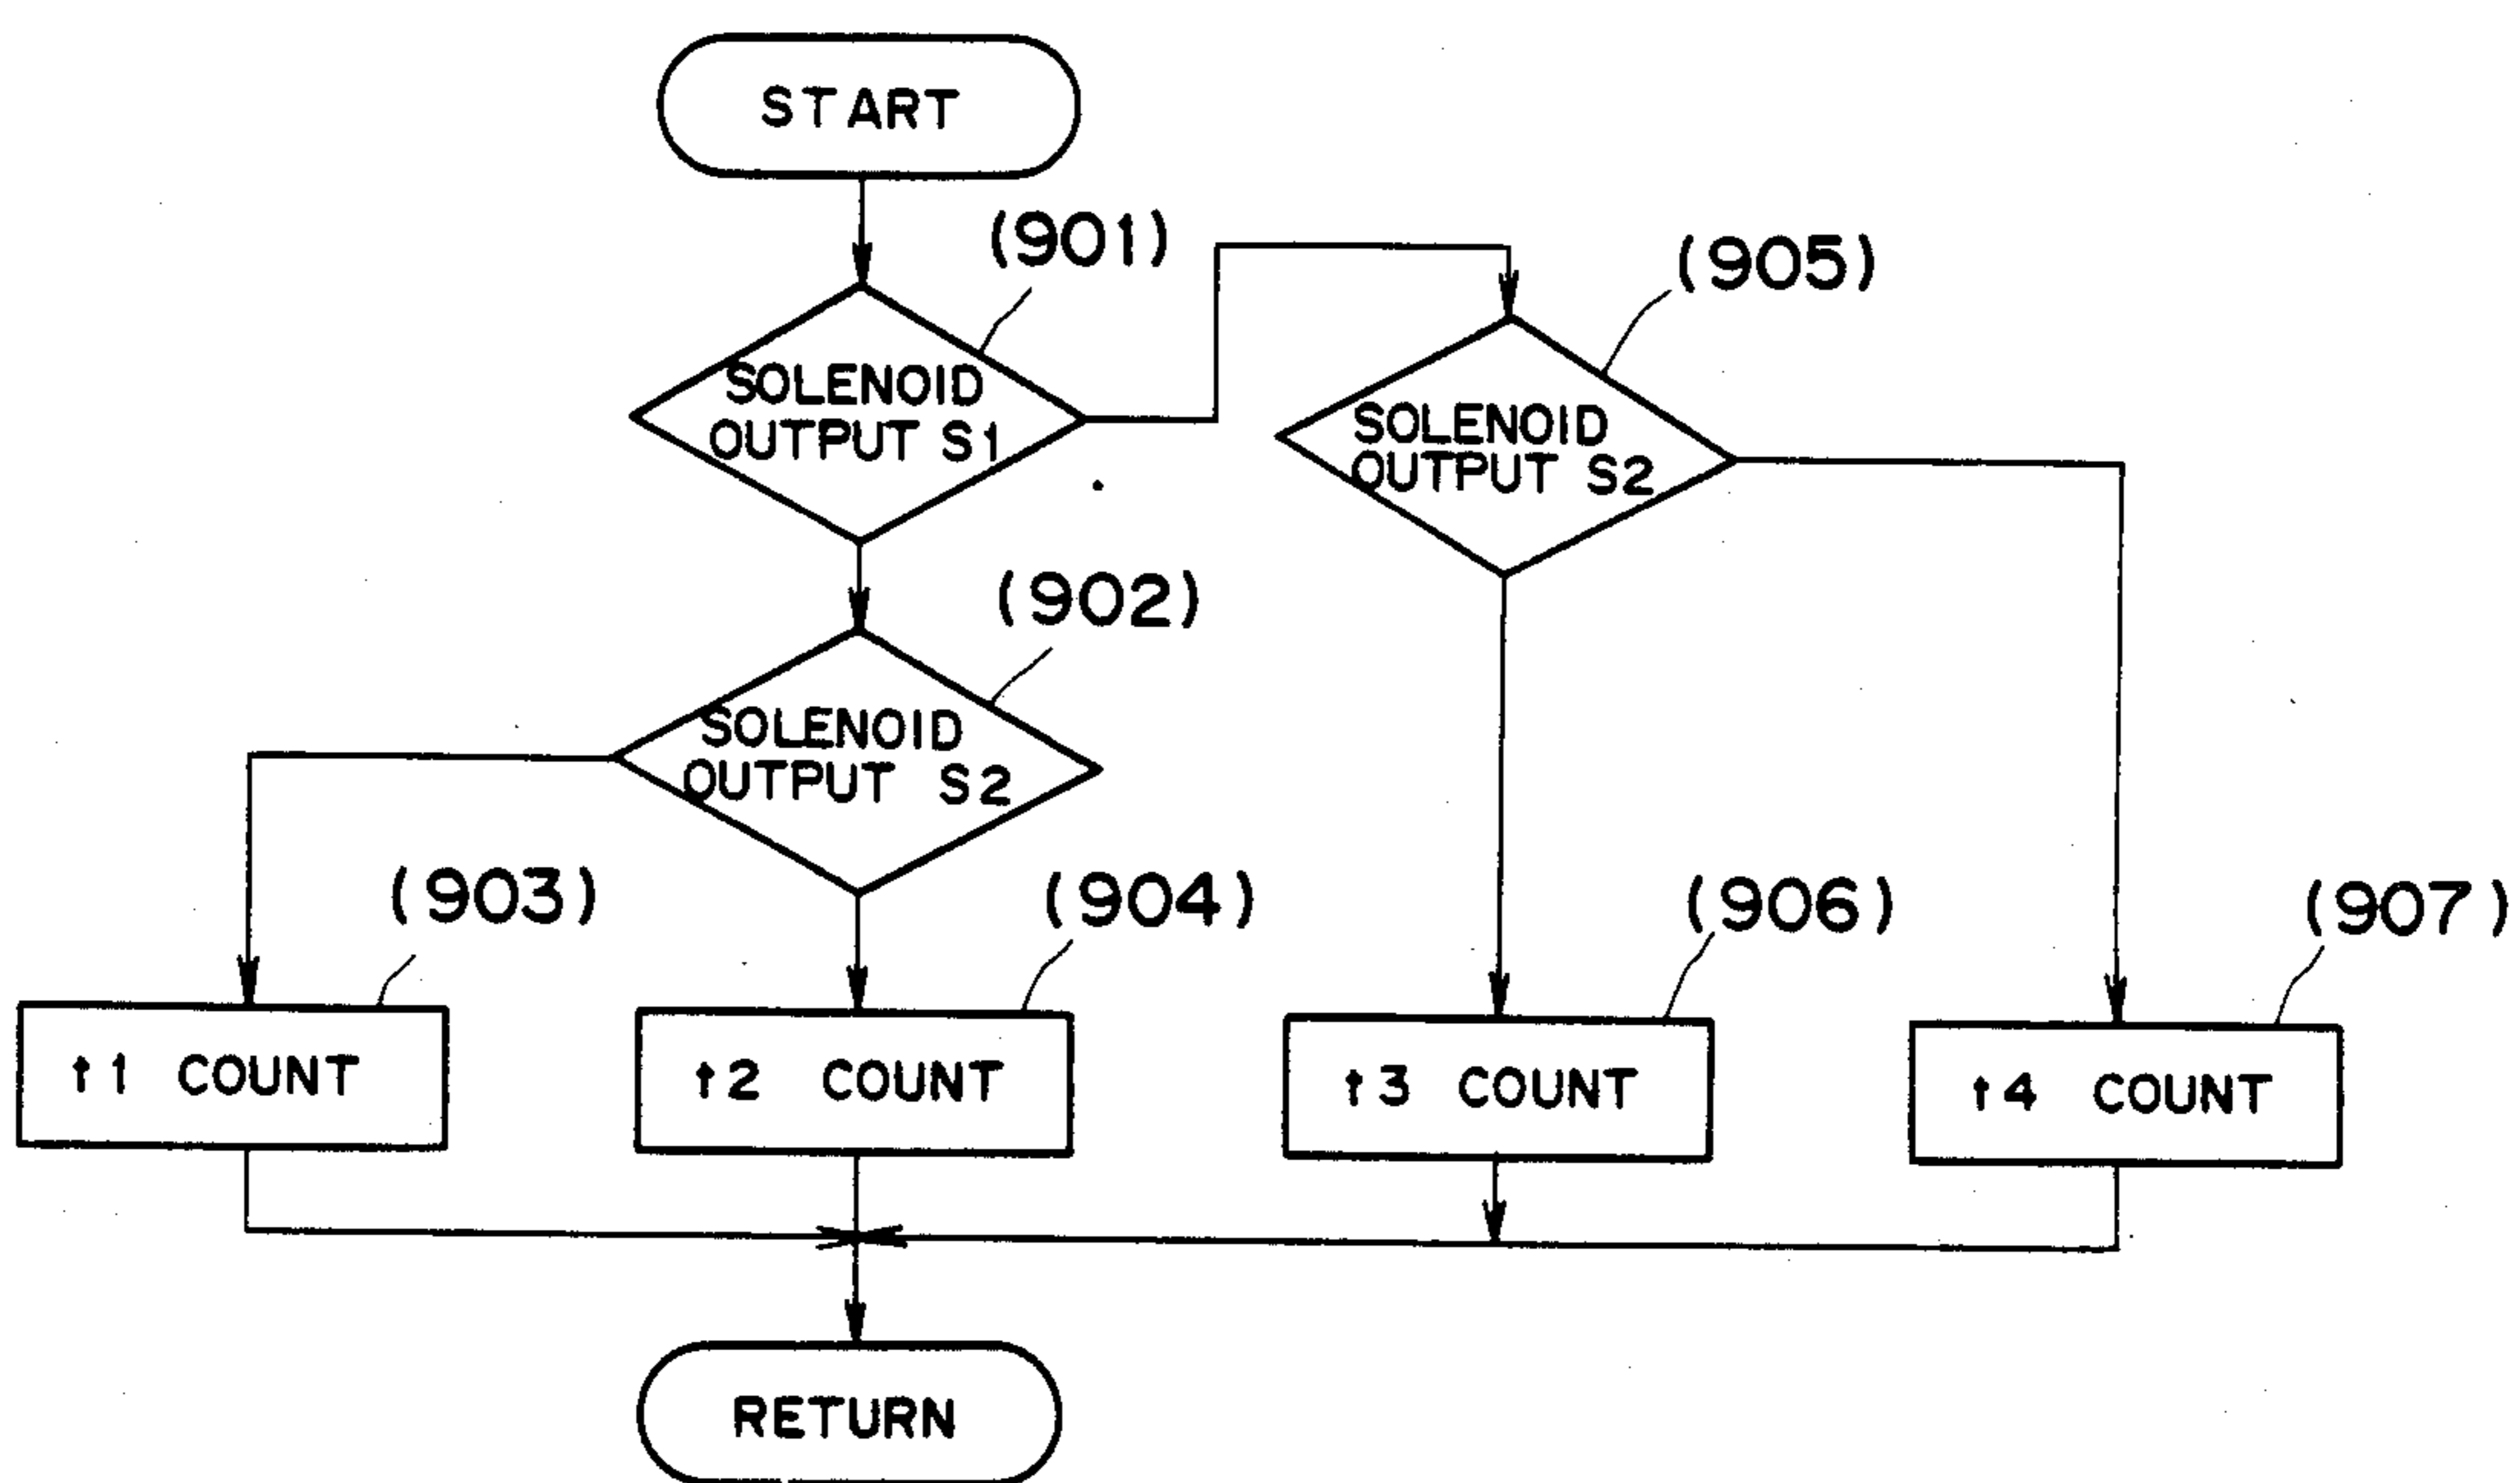 START
(901)
SOLENOID
OUTPUT S1
(905)
SOLENOID
OUTPUT S2
(902)
SOLENOID
OUTPUT S2
(903)
t1 COUNT
(904)
t2 COUNT
(906)
t3 COUNT
(907)
t4 COUNT
RETURN